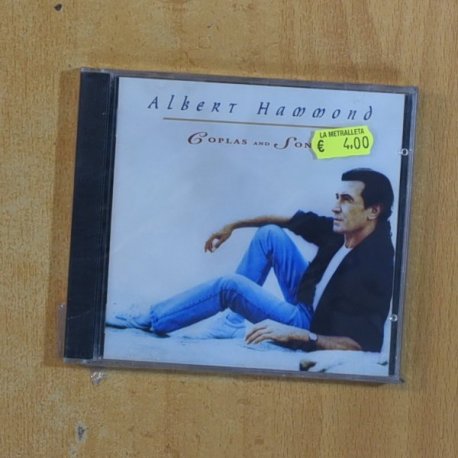 Albert Hammond
Coplas and Son
LA METRALLETA
€ 4,00